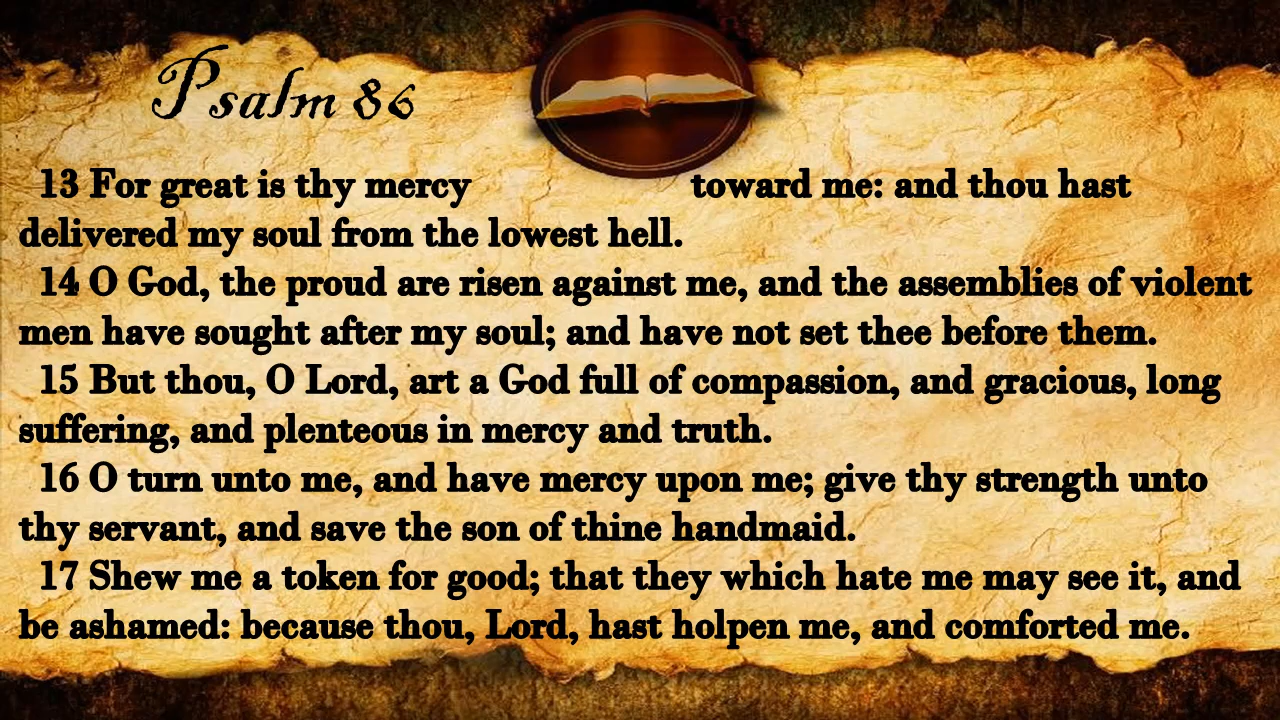 Psalm 86
13 For great is thy mercy toward me: and thou hast
delivered my soul from the lowest hell.
14 O God, the proud are risen against me, and the assemblies of violent
men have sought after my soul; and have not set thee before them.
15 But thou, O Lord, art a God full of compassion, and gracious, long
suffering, and plenteous in mercy and truth.
16 O turn unto me, and have mercy upon me; give thy strength unto
thy servant, and save the son of thine handmaid.
17 Shew me a token for good; that they which hate me may see it, and
be ashamed: because thou, Lord, hast holpen me, and comforted me.